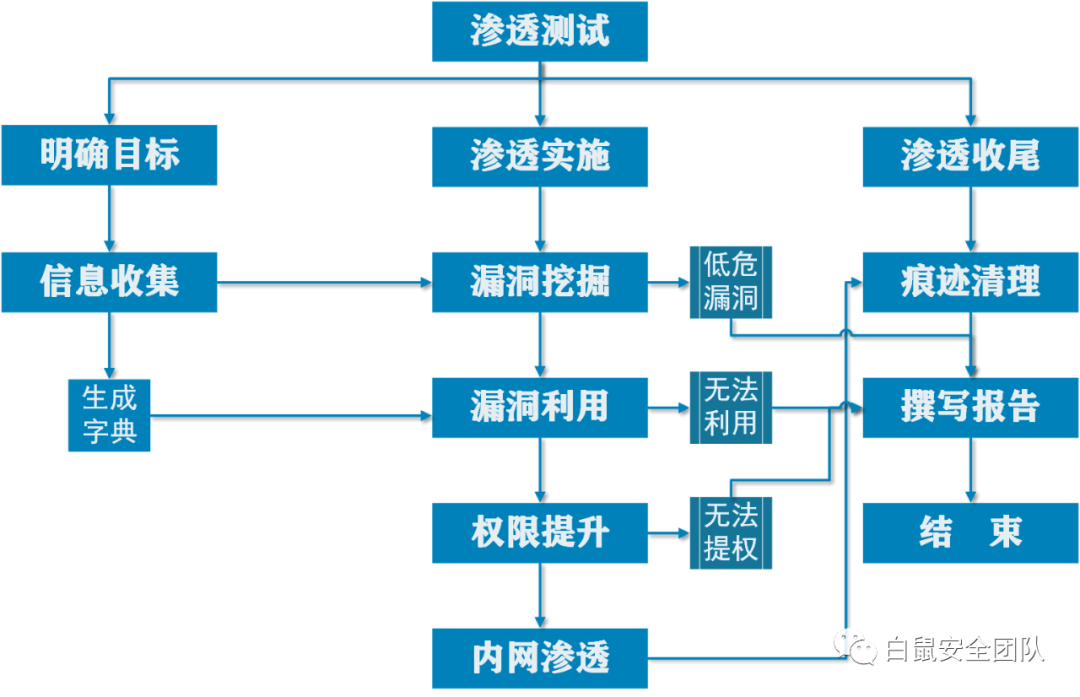 渗透测试
明确目标
渗透实施
渗透收尾
信息收集
漏洞挖掘
低危
漏洞
痕迹清理
生成
字典
漏洞利用
无法
利用
撰写报告
权限提升
无法
提权
结 束
内网渗透
白鼠安全团队